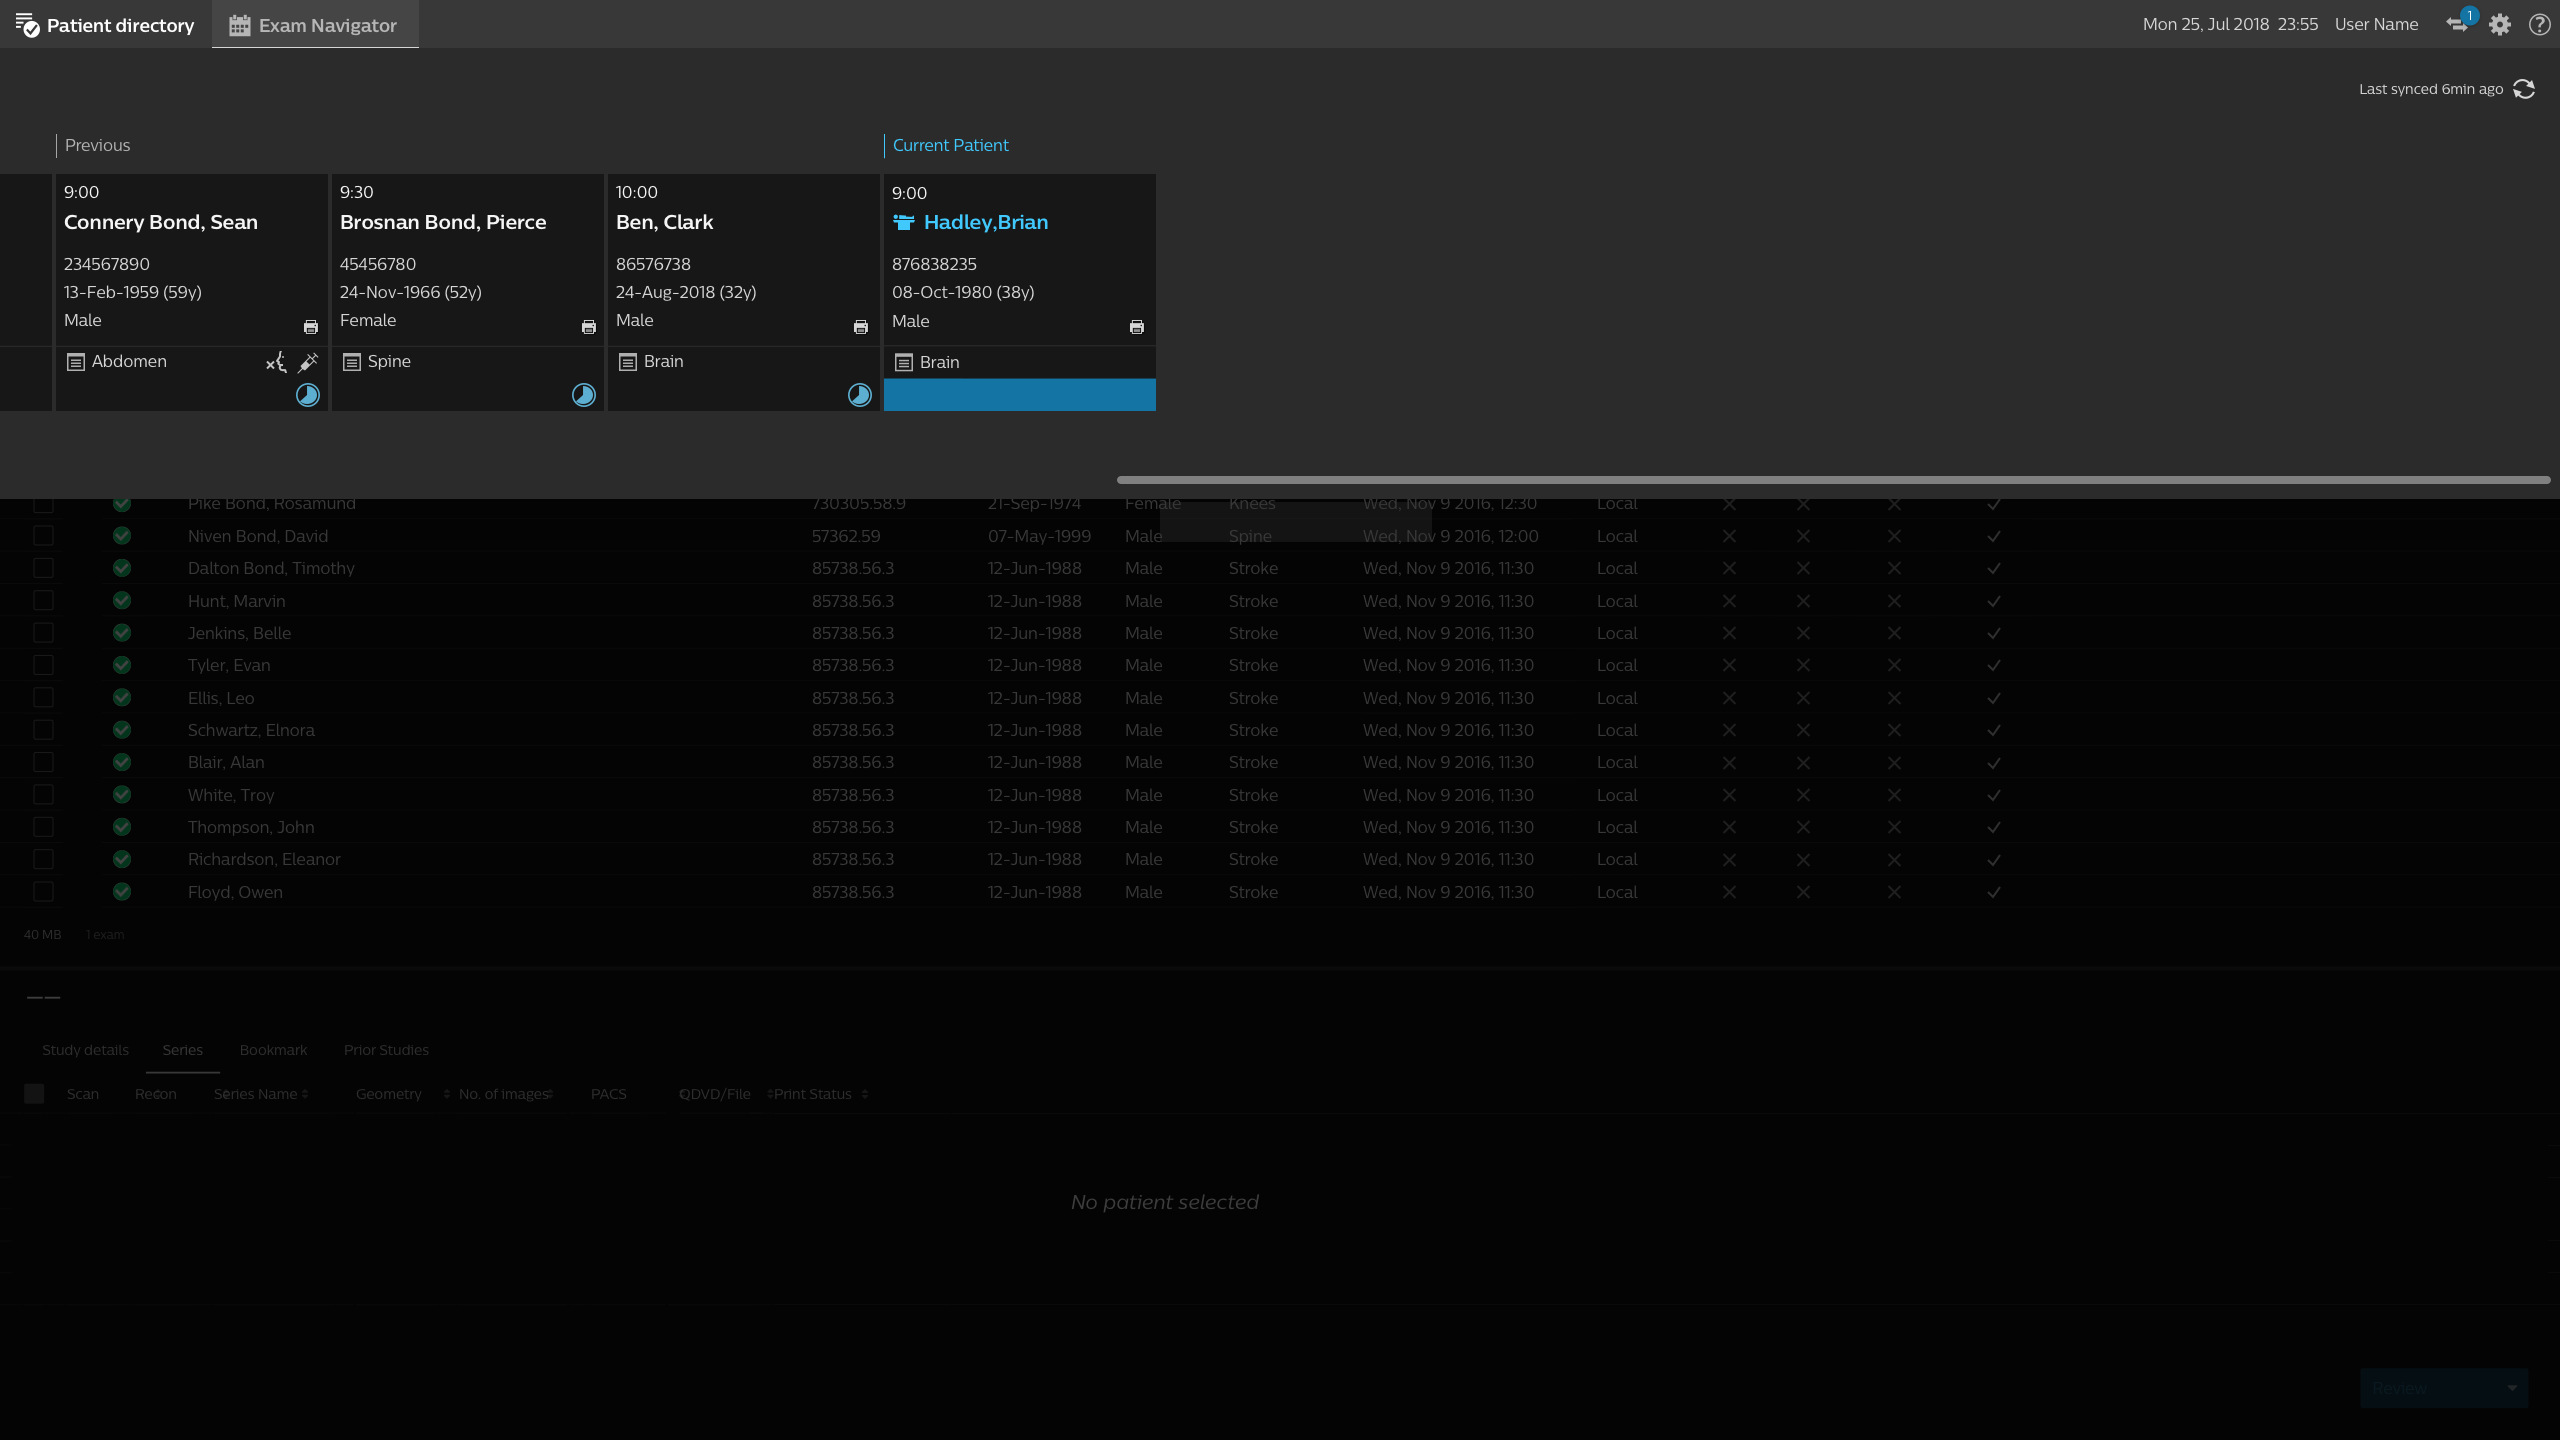 Patient directory
Exam Navigator
Mon 25, Jul 2018 23:55 User Name 1
Last synced 6min ago
Previous
Current Patient
9:00
Connery Bond, Sean
234567890
13-Feb-1959 (59y)
Male
Abdomen
9:30
Brosnan Bond, Pierce
45456780
24-Nov-1966 (52y)
Female
Spine
10:00
Ben, Clark
86576738
24-Aug-2018 (32y)
Male
Brain
9:00
Hadley,Brian
876838235
08-Oct-1980 (38y)
Male
Brain
Pike Bond, Rosamund 730305.58.9 21-Sep-1974 Female Knees Wed, Nov 9 2016, 12:30 Local
Niven Bond, David 57362.59 07-May-1999 Male Spine Wed, Nov 9 2016, 12:00 Local
Dalton Bond, Timothy 85738.56.3 12-Jun-1988 Male Stroke Wed, Nov 9 2016, 11:30 Local
Hunt, Marvin 85738.56.3 12-Jun-1988 Male Stroke Wed, Nov 9 2016, 11:30 Local
Jenkins, Belle 85738.56.3 12-Jun-1988 Male Stroke Wed, Nov 9 2016, 11:30 Local
Tyler, Evan 85738.56.3 12-Jun-1988 Male Stroke Wed, Nov 9 2016, 11:30 Local
Ellis, Leo 85738.56.3 12-Jun-1988 Male Stroke Wed, Nov 9 2016, 11:30 Local
Schwartz, Elnora 85738.56.3 12-Jun-1988 Male Stroke Wed, Nov 9 2016, 11:30 Local
Blair, Alan 85738.56.3 12-Jun-1988 Male Stroke Wed, Nov 9 2016, 11:30 Local
White, Troy 85738.56.3 12-Jun-1988 Male Stroke Wed, Nov 9 2016, 11:30 Local
Thompson, John 85738.56.3 12-Jun-1988 Male Stroke Wed, Nov 9 2016, 11:30 Local
Richardson, Eleanor 85738.56.3 12-Jun-1988 Male Stroke Wed, Nov 9 2016, 11:30 Local
Floyd, Owen 85738.56.3 12-Jun-1988 Male Stroke Wed, Nov 9 2016, 11:30 Local
40 MB 1 exam
——
Study details Series Bookmark Prior Studies
Scan Recon Series Name Geometry No. of images PACS QDVD/File Print Status
No patient selected
Review